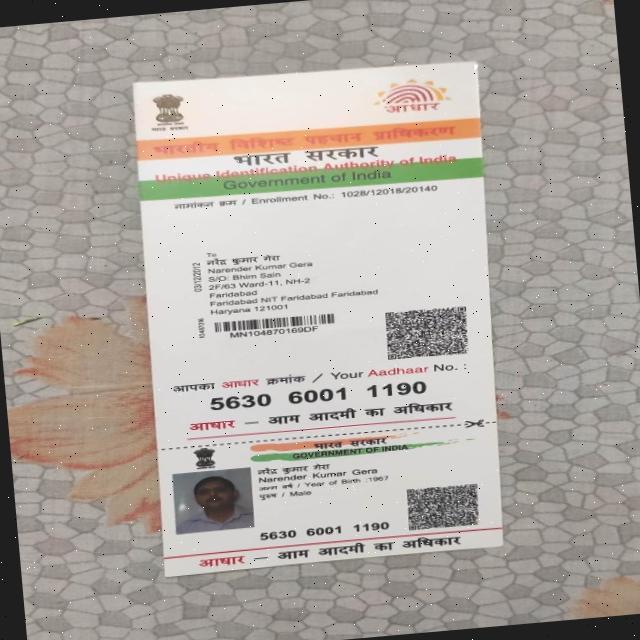 आधार
भारतीय विशिष्ट पहचान प्राधिकरण
भारत सरकार
Unique Identification Authority of India
Government of India
नामांकन क्रम / Enrollment No.: 1028/12018/20140
To
नरेंद्र कुमार गेरा
Narender Kumar Gera
S/O: Bhim Sain
2F/63 Ward-11, NH-2
Faridabad
Faridabad NIT Faridabad Faridabad
Haryana 121001
03/12/2012
MN104870169DF
आपका आधार क्रमांक / Your Aadhaar No. :
5630 6001 1190
आधार — आम आदमी का अधिकार
भारत सरकार
GOVERNMENT OF INDIA
नरेंद्र कुमार गेरा
Narender Kumar Gera
जन्म वर्ष / Year of Birth :1967
पुरुष / Male
5630 6001 1190
आधार — आम आदमी का अधिकार